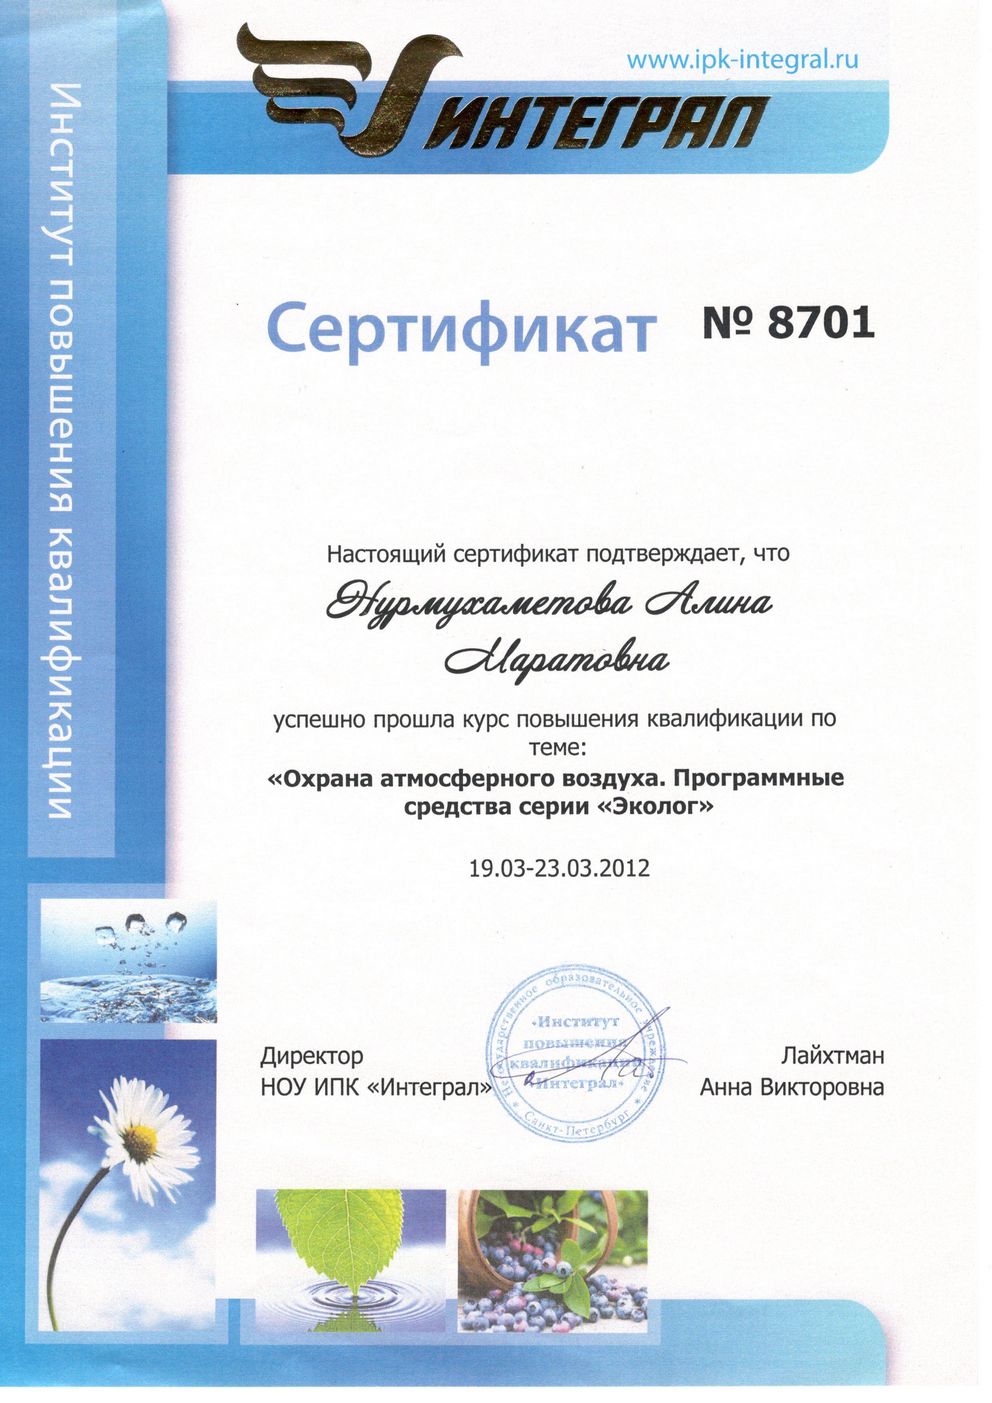 www.ipk-integral.ru
ИНТЕГРАЛ
Институт повышения квалификации
Сертификат № 8701
Настоящий сертификат подтверждает, что
Нурмухаметова Алина
Маратовна
успешно прошла курс повышения квалификации по
теме:
«Охрана атмосферного воздуха. Программные
средства серии «Эколог»
19.03-23.03.2012
Директор
НОУ ИПК «Интеграл»
Негосударственное образовательное учреждение
«Институт
повышения
квалификации
«Интеграл»
* Санкт-Петербург *
Лайхтман
Анна Викторовна